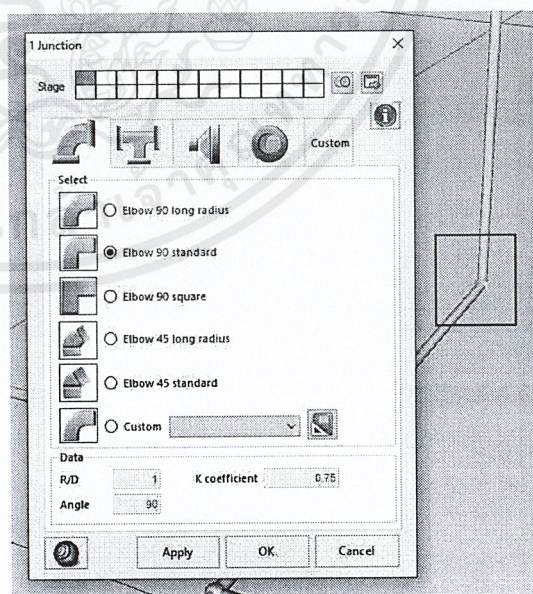 1 Junction
Stage
Custom
Select
Elbow 90 long radius
Elbow 90 standard
Elbow 90 square
Elbow 45 long radius
Elbow 45 standard
Custom
Data
R/D 1 K coefficient 0.75
Angle 90
Apply OK Cancel